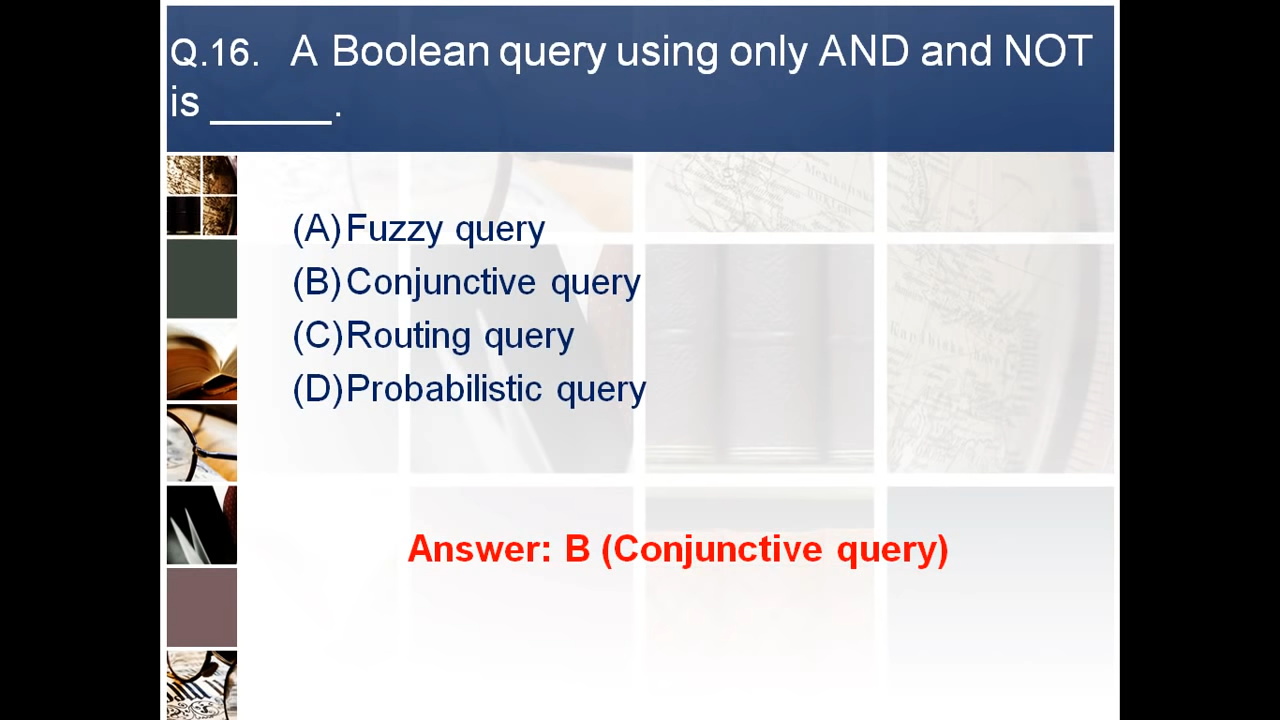 Q.16. A Boolean query using only AND and NOT
is _____.
(A) Fuzzy query
(B) Conjunctive query
(C) Routing query
(D) Probabilistic query
Answer: B (Conjunctive query)